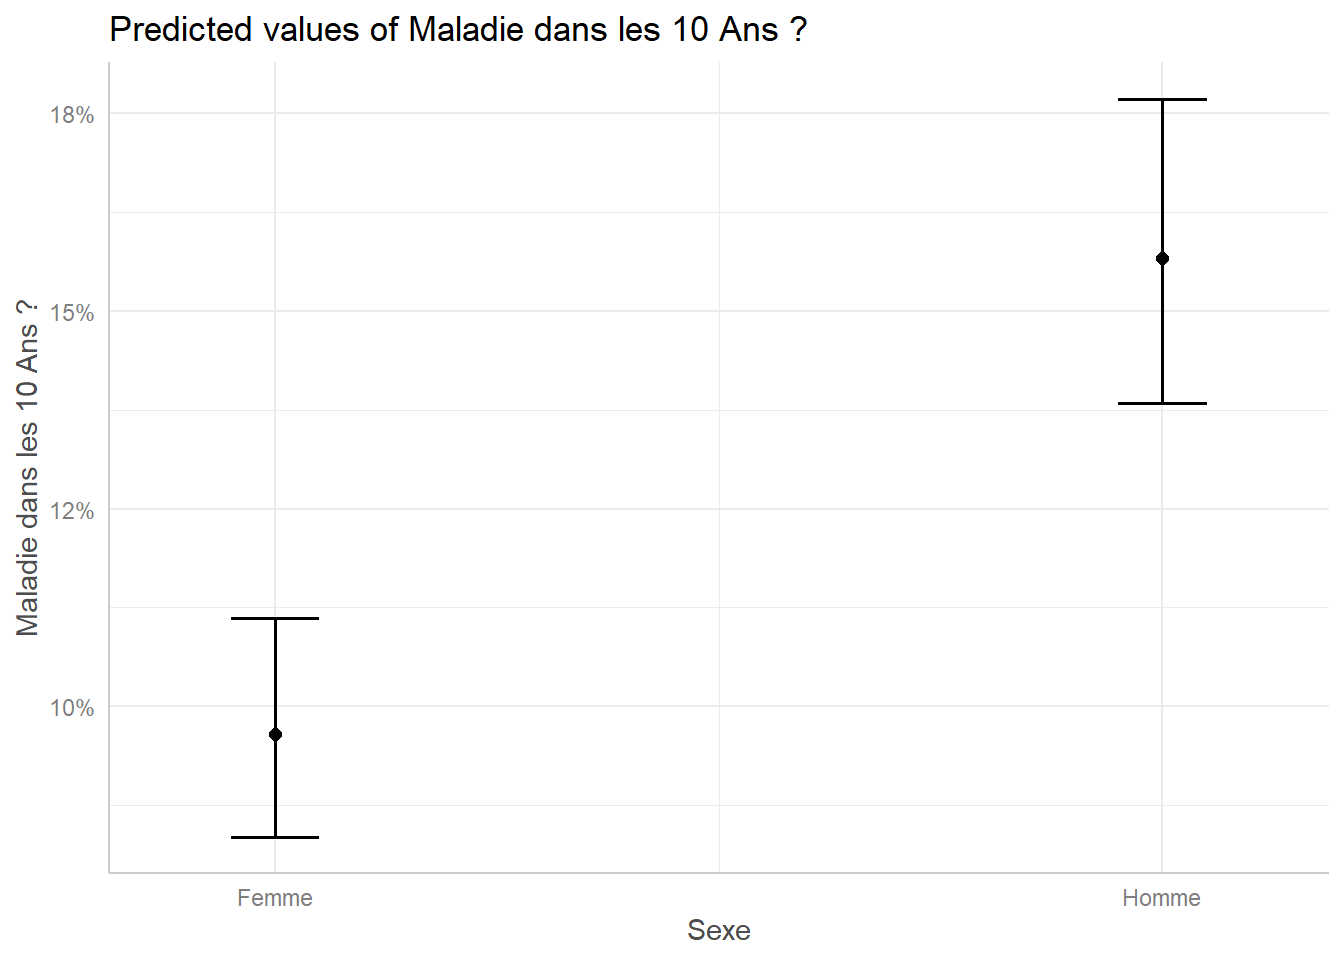 Predicted values of Maladie dans les 10 Ans ?
Maladie dans les 10 Ans ?
18%
15%
12%
10%
Femme
Homme
Sexe